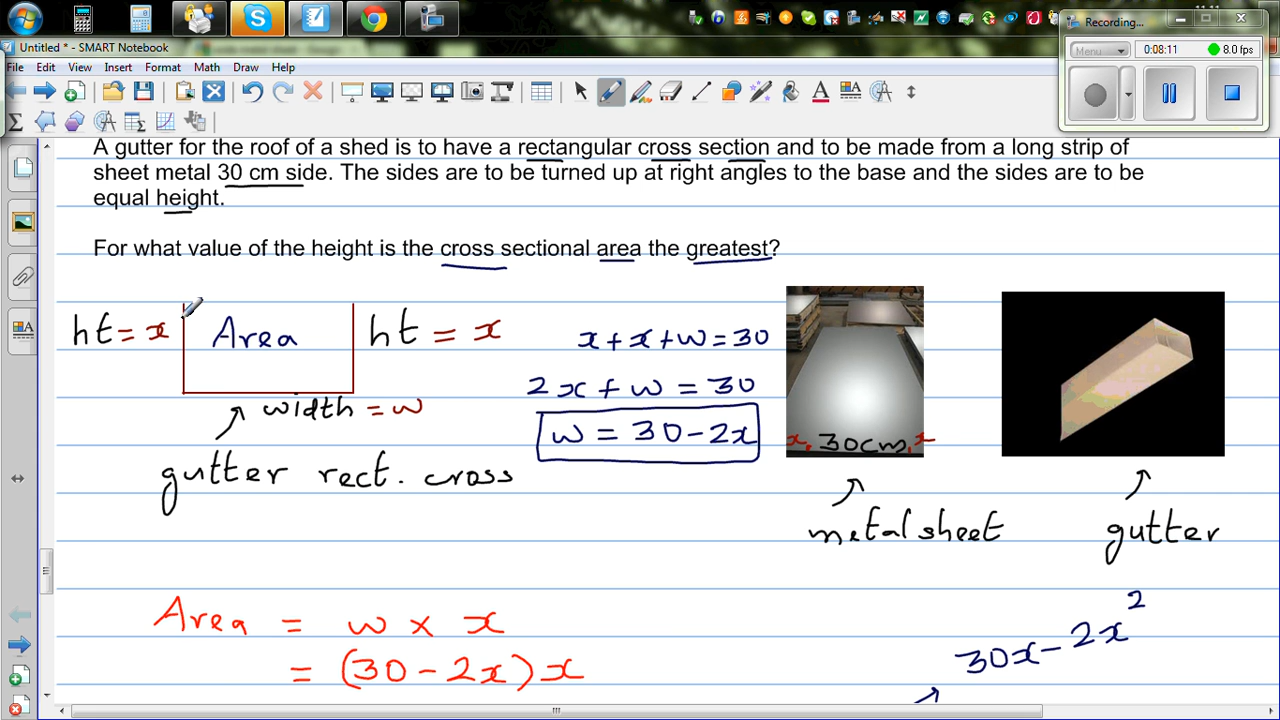 Untitled * - SMART Notebook
File Edit View Insert Format Math Draw Help
Recording...
Menu 0:08:11 8.0 fps
A gutter for the roof of a shed is to have a rectangular cross section and to be made from a long strip of
sheet metal 30 cm side. The sides are to be turned up at right angles to the base and the sides are to be
equal height.
For what value of the height is the cross sectional area the greatest?
ht = x Area ht = x
width = w
gutter rect. cross
x + x + w = 30
2x + w = 30
w = 30 - 2x
x, 30cm, x
metal sheet
gutter
Area = w × x
= (30 - 2x) x
30x - 2x²